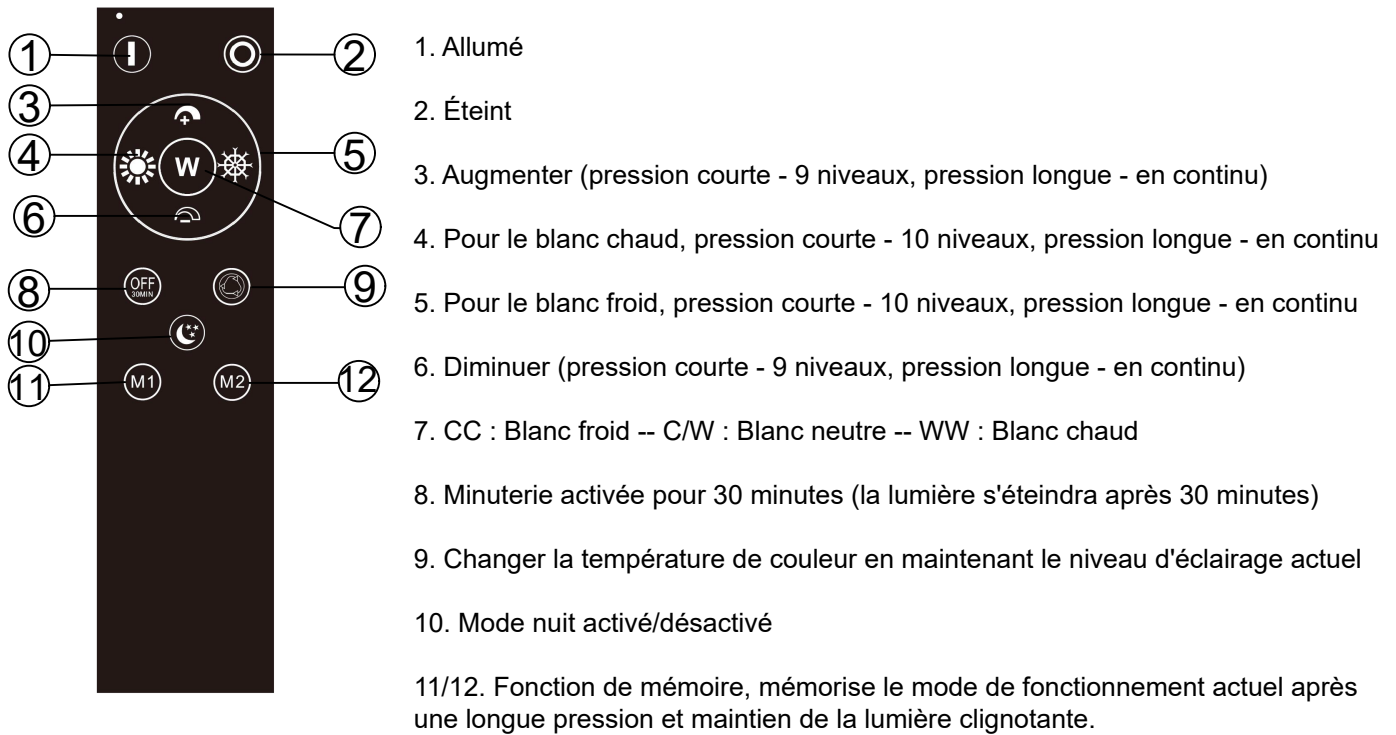 1
2
3
4
5
6
7
8
9
10
11
12
W
OFF
30MIN
M1
M2
1. Allumé
2. Éteint
3. Augmenter (pression courte - 9 niveaux, pression longue - en continu)
4. Pour le blanc chaud, pression courte - 10 niveaux, pression longue - en continu
5. Pour le blanc froid, pression courte - 10 niveaux, pression longue - en continu
6. Diminuer (pression courte - 9 niveaux, pression longue - en continu)
7. CC : Blanc froid -- C/W : Blanc neutre -- WW : Blanc chaud
8. Minuterie activée pour 30 minutes (la lumière s'éteindra après 30 minutes)
9. Changer la température de couleur en maintenant le niveau d'éclairage actuel
10. Mode nuit activé/désactivé
11/12. Fonction de mémoire, mémorise le mode de fonctionnement actuel après
une longue pression et maintien de la lumière clignotante.